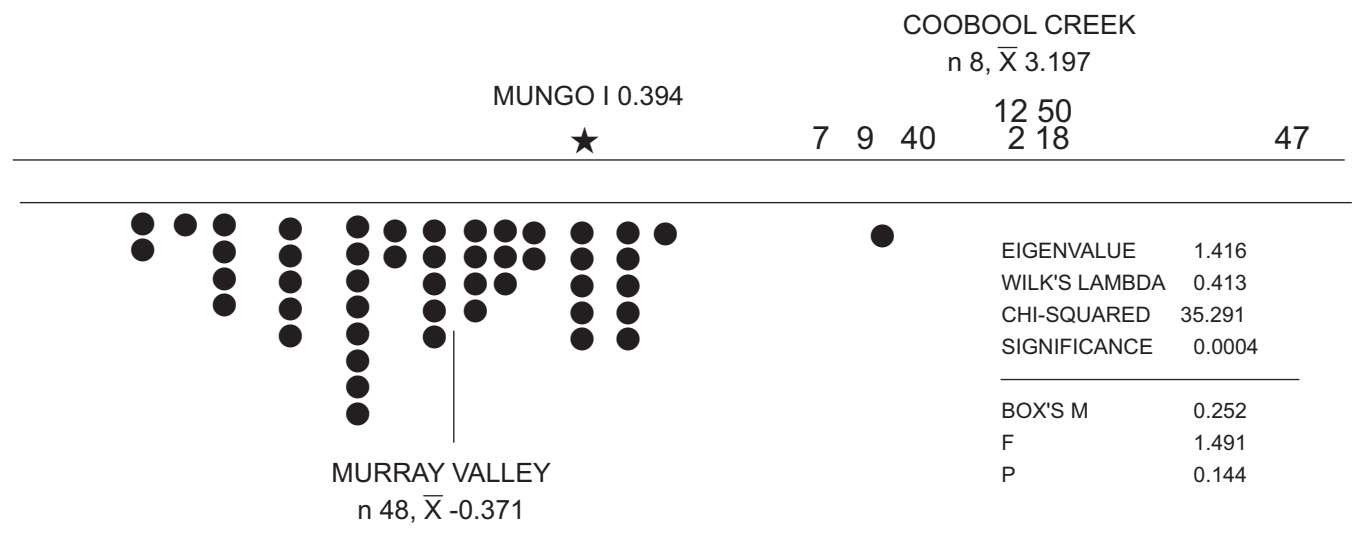 COOBOOL CREEK
n 8, X̅ 3.197
MUNGO I 0.394
12 50
7 9 40 2 18 47
EIGENVALUE 1.416
WILK'S LAMBDA 0.413
CHI-SQUARED 35.291
SIGNIFICANCE 0.0004
BOX'S M 0.252
F 1.491
P 0.144
MURRAY VALLEY
n 48, X̅ -0.371